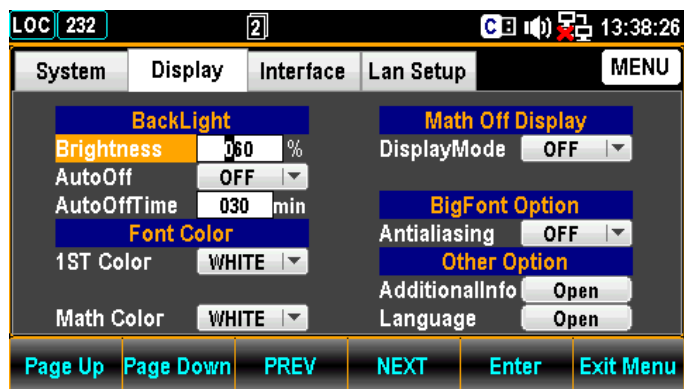 LOC 232 2 C 13:38:26
System Display Interface Lan Setup MENU
BackLight
Brightness 060 %
AutoOff OFF
AutoOffTime 030 min
Font Color
1ST Color WHITE
Math Color WHITE
Math Off Display
DisplayMode OFF
BigFont Option
Antialiasing OFF
Other Option
AdditionalInfo Open
Language Open
Page Up Page Down PREV NEXT Enter Exit Menu